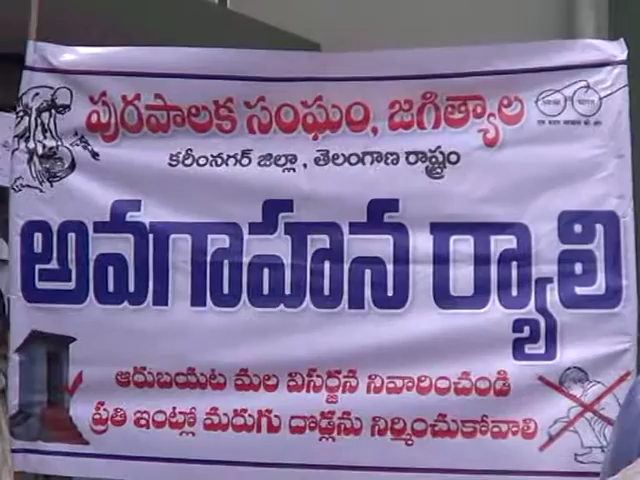 పురపాలక సంఘం, జగిత్యాల
కరీంనగర్ జిల్లా, తెలంగాణ రాష్ట్రం
అవగాహన ర్యాలి
ఆరుబయట మల విసర్జన నివారించండి
ప్రతి ఇంట్లో మరుగు దొడ్లను నిర్మించుకోవాలి